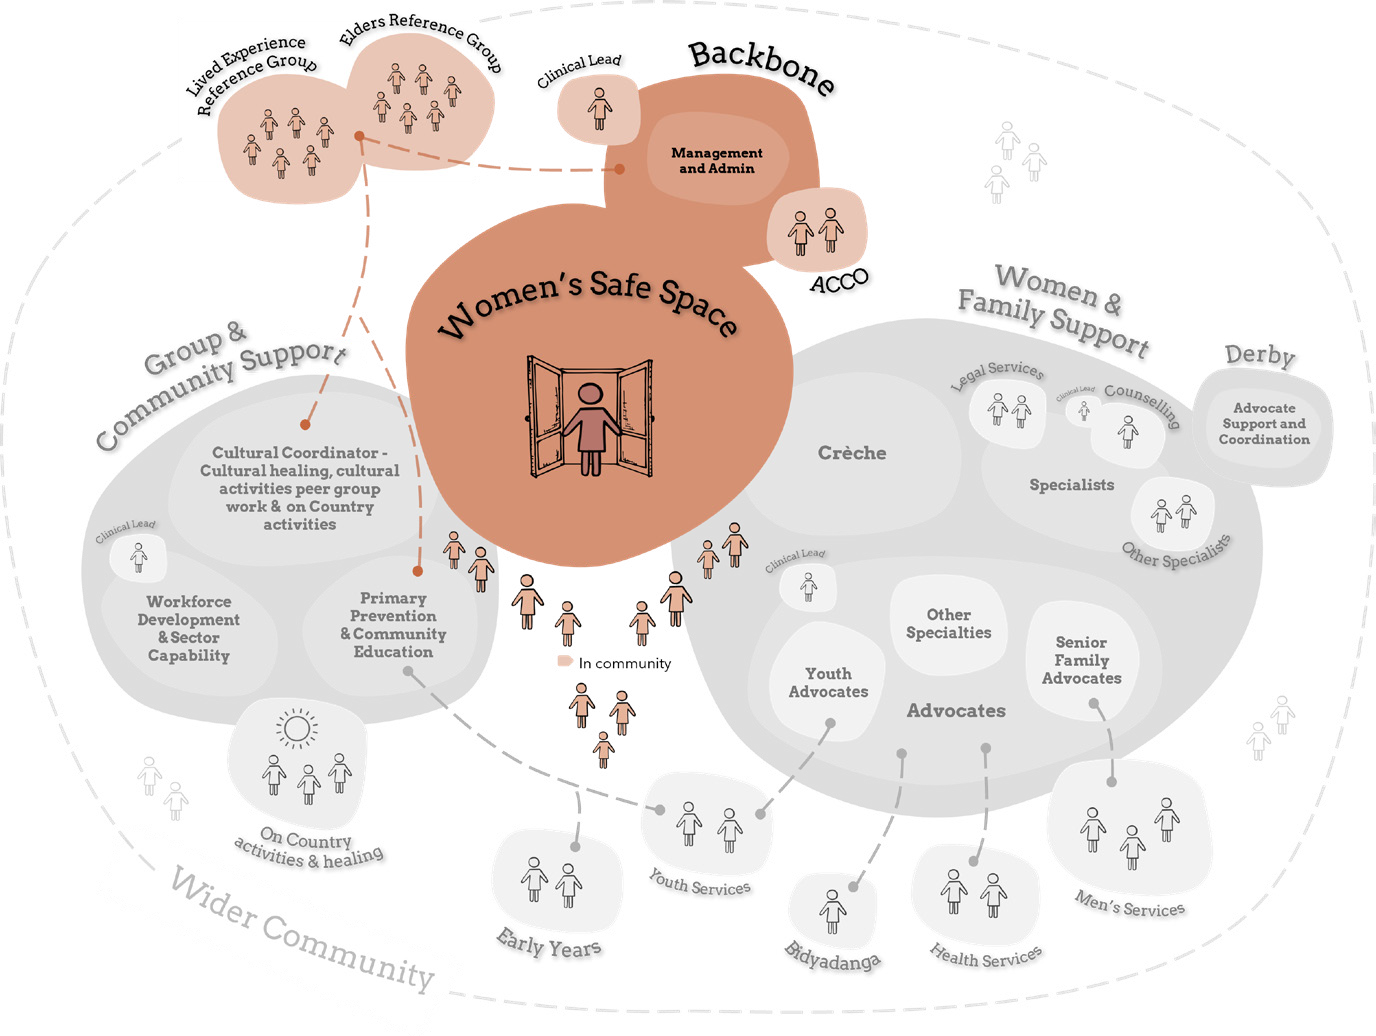 Elders Reference Group
Lived Experience
Reference Group
Clinical Lead
Backbone
Management
and Admin
ACCO
Women's Safe Space
In community
Group &
Community Support
Cultural Coordinator -
Cultural healing, cultural
activities peer group
work & on Country
activities
Clinical Lead
Workforce
Development
& Sector
Capability
Primary
Prevention
& Community
Education
On Country
activities & healing
Women &
Family Support
Crèche
Legal Services
Clinical Lead
Counselling
Specialists
Other Specialists
Derby
Advocate
Support and
Coordination
Clinical Lead
Other
Specialties
Youth
Advocates
Senior
Family
Advocates
Advocates
Early Years
Youth Services
Bidyadanga
Health Services
Men's Services
Wider Community